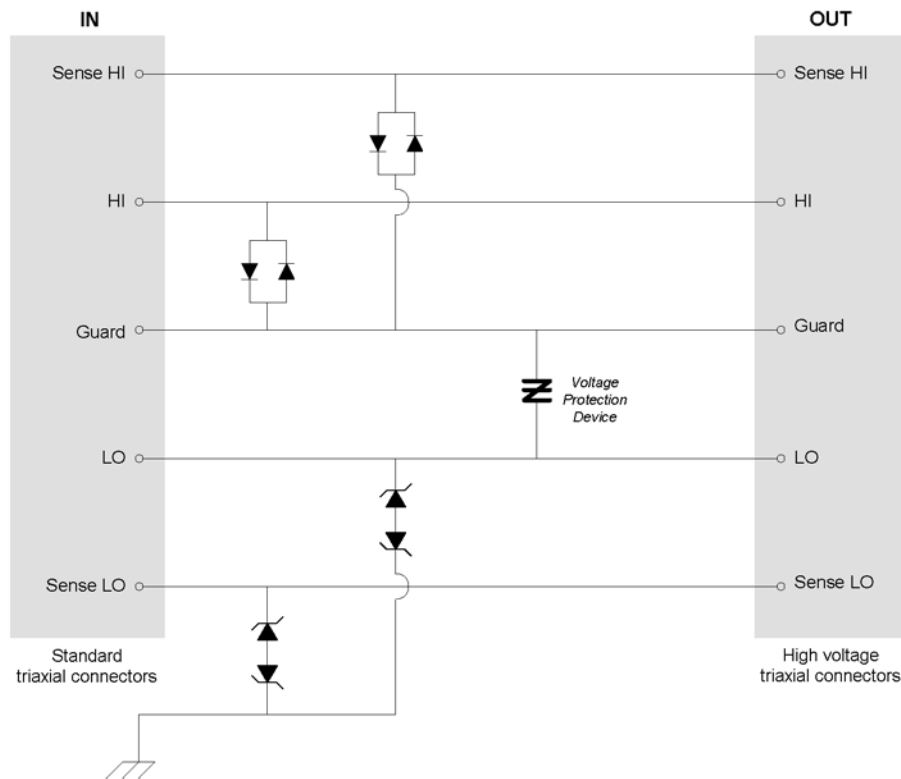 IN
OUT
Sense HI
Sense HI
HI
HI
Guard
Guard
Voltage
Protection
Device
LO
LO
Sense LO
Sense LO
Standard
triaxial connectors
High voltage
triaxial connectors